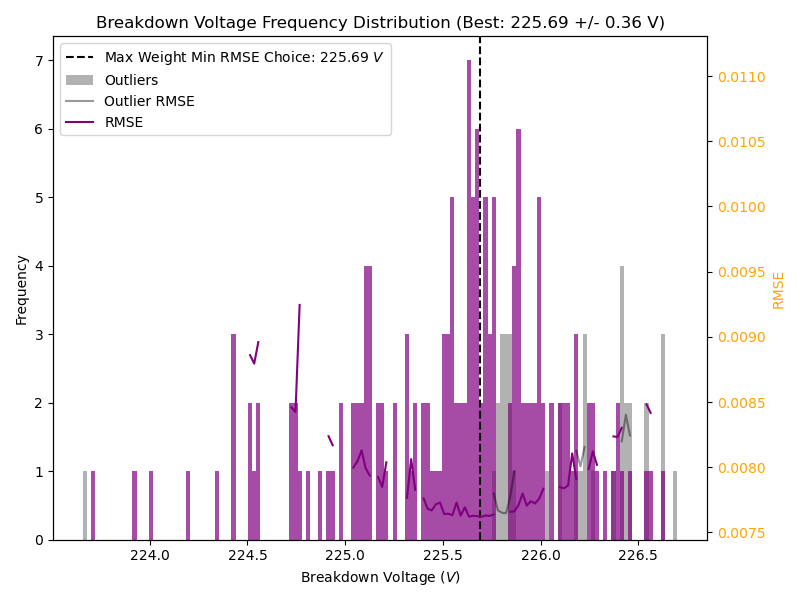 Breakdown Voltage Frequency Distribution (Best: 225.69 +/- 0.36 V)
Max Weight Min RMSE Choice: 225.69 V
Outliers
Outlier RMSE
RMSE
Frequency
7
6
5
4
3
2
1
0
0.0110
0.0105
0.0100
0.0095
0.0090
0.0085
0.0080
0.0075
RMSE
224.0 224.5 225.0 225.5 226.0 226.5
Breakdown Voltage (V)